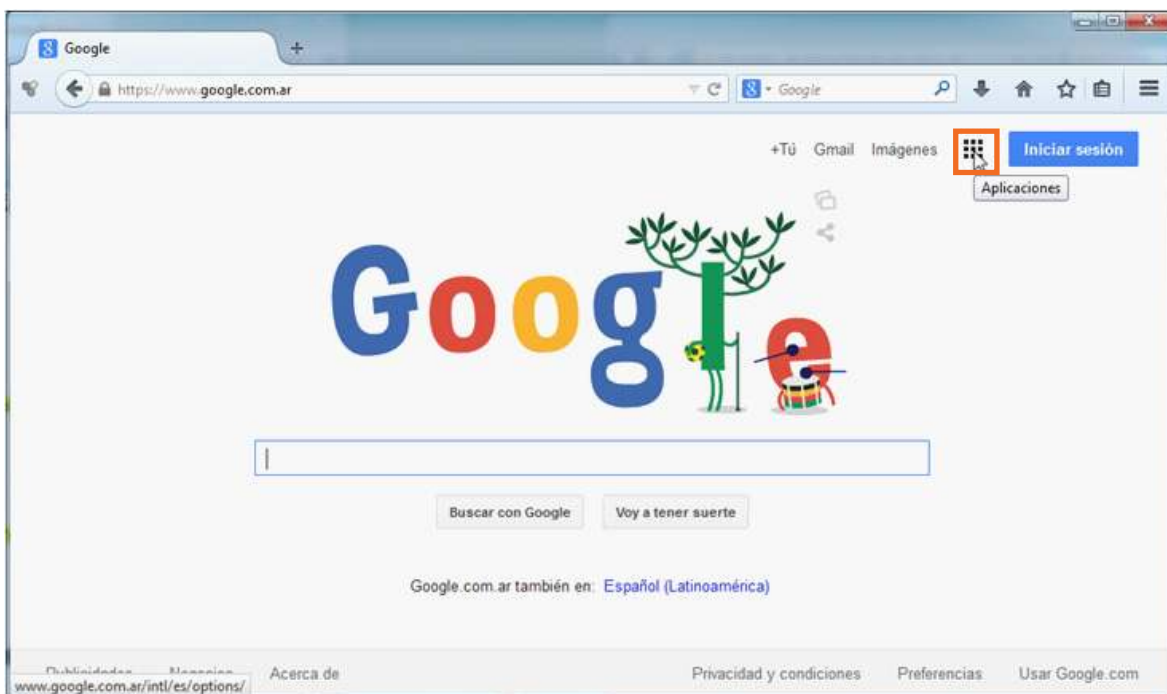 Google
https://www.google.com.ar
Google
+Tú Gmail Imágenes
Iniciar sesión
Aplicaciones
Google
Buscar con Google Voy a tener suerte
Google.com.ar también en: Español (Latinoamérica)
Acerca de Privacidad y condiciones Preferencias Usar Google.com
www.google.com.ar/intl/es/options/